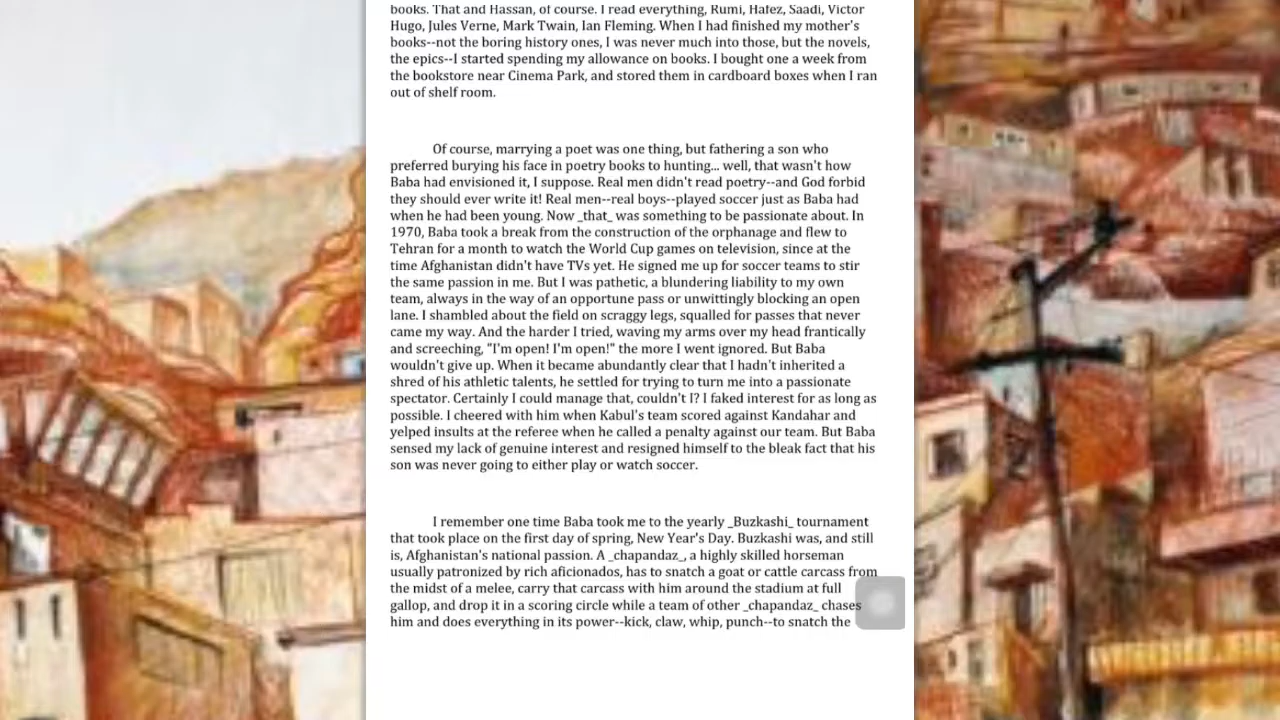 books. That and Hassan, of course. I read everything, Rumi, Hafez, Saadi, Victor
Hugo, Jules Verne, Mark Twain, Ian Fleming. When I had finished my mother's
books--not the boring history ones, I was never much into those, but the novels,
the epics--I started spending my allowance on books. I bought one a week from
the bookstore near Cinema Park, and stored them in cardboard boxes when I ran
out of shelf room.
Of course, marrying a poet was one thing, but fathering a son who
preferred burying his face in poetry books to hunting... well, that wasn't how
Baba had envisioned it, I suppose. Real men didn't read poetry--and God forbid
they should ever write it! Real men--real boys--played soccer just as Baba had
when he had been young. Now _that_ was something to be passionate about. In
1970, Baba took a break from the construction of the orphanage and flew to
Tehran for a month to watch the World Cup games on television, since at the
time Afghanistan didn't have TVs yet. He signed me up for soccer teams to stir
the same passion in me. But I was pathetic, a blundering liability to my own
team, always in the way of an opportune pass or unwittingly blocking an open
lane. I shambled about the field on scraggy legs, squalled for passes that never
came my way. And the harder I tried, waving my arms over my head frantically
and screeching, "I'm open! I'm open!" the more I went ignored. But Baba
wouldn't give up. When it became abundantly clear that I hadn't inherited a
shred of his athletic talents, he settled for trying to turn me into a passionate
spectator. Certainly I could manage that, couldn't I? I faked interest for as long as
possible. I cheered with him when Kabul's team scored against Kandahar and
yelped insults at the referee when he called a penalty against our team. But Baba
sensed my lack of genuine interest and resigned himself to the bleak fact that his
son was never going to either play or watch soccer.
I remember one time Baba took me to the yearly _Buzkashi_ tournament
that took place on the first day of spring, New Year's Day. Buzkashi was, and still
is, Afghanistan's national passion. A _chapandaz_, a highly skilled horseman
usually patronized by rich aficionados, has to snatch a goat or cattle carcass from
the midst of a melee, carry that carcass with him around the stadium at full
gallop, and drop it in a scoring circle while a team of other _chapandaz_ chases
him and does everything in its power--kick, claw, whip, punch--to snatch the